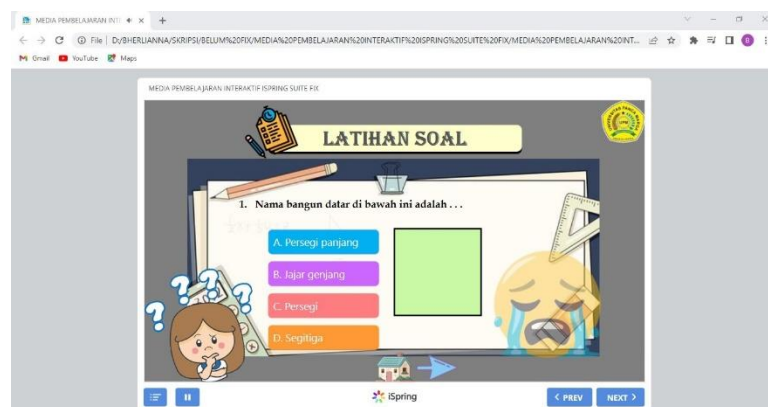 MEDIA PEMBELAJARAN INT
File | D:/BHERLIANNA/SKRIPSI/BELUM%20FIX/MEDIA%20PEMBELAJARAN%20INTERAKTIF%20ISPRING%20SUITE%20FIX/MEDIA%20PEMBELAJARAN%20INT...
B
Gmail YouTube Maps
MEDIA PEMBELAJARAN INTERAKTIF ISPRING SUITE FIX
LATIHAN SOAL
1. Nama bangun datar di bawah ini adalah . . .
A. Persegi panjang
B. Jajar genjang
C. Persegi
D. Segitiga
iSpring
< PREV NEXT >